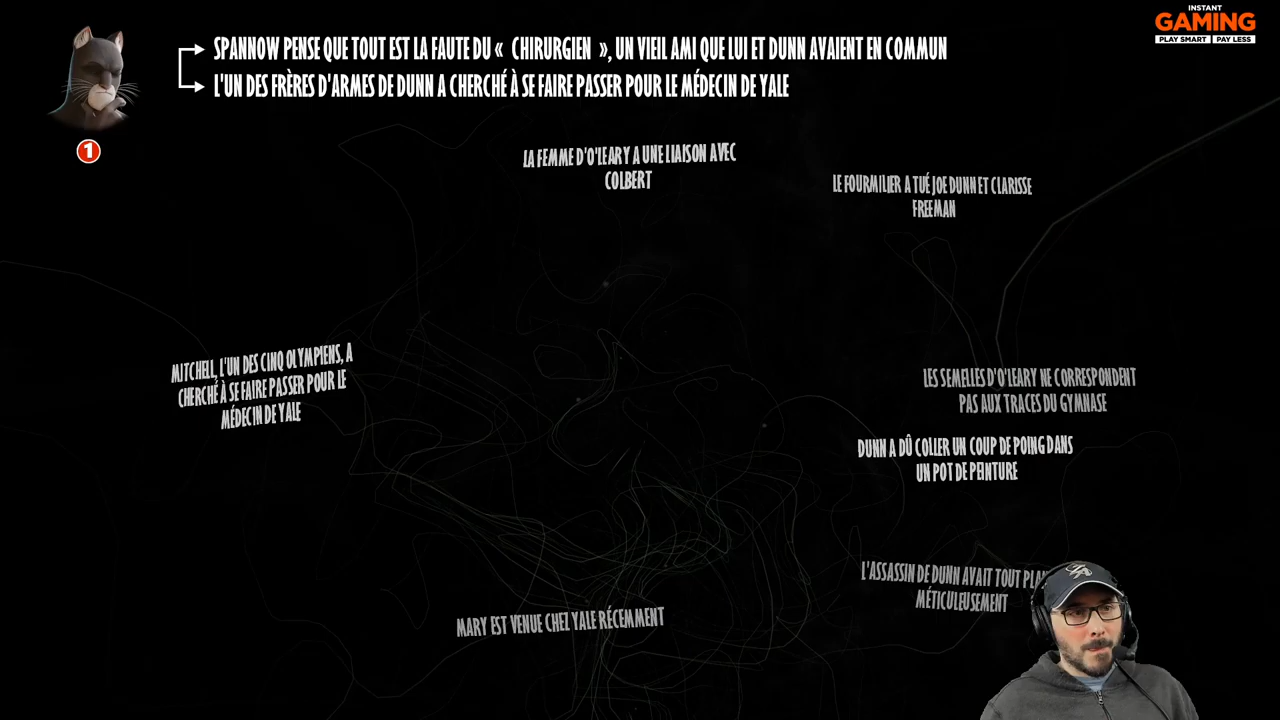 INSTANT
GAMING
PLAY SMART | PAY LESS
SPANNOW PENSE QUE TOUT EST LA FAUTE DU « CHIRURGIEN », UN VIEIL AMI QUE LUI ET DUNN AVAIENT EN COMMUN
L'UN DES FRÈRES D'ARMES DE DUNN A CHERCHÉ À SE FAIRE PASSER POUR LE MÉDECIN DE YALE
1
LA FEMME D'O'LEARY A UNE LIAISON AVEC
COLBERT
LE FOURMILIER A TUÉ JOE DUNN ET CLARISSE
FREEMAN
MITCHELL, L'UN DES CINQ OLYMPIENS, A
CHERCHÉ À SE FAIRE PASSER POUR LE
MÉDECIN DE YALE
LES SEMELLES D'O'LEARY NE CORRESPONDENT
PAS AUX TRACES DU GYMNASE
DUNN A DÛ COLLER UN COUP DE POING DANS
UN POT DE PEINTURE
L'ASSASSIN DE DUNN AVAIT TOUT
MÉTICULEUSEMENT
MARY EST VENUE CHEZ YALE RÉCEMMENT